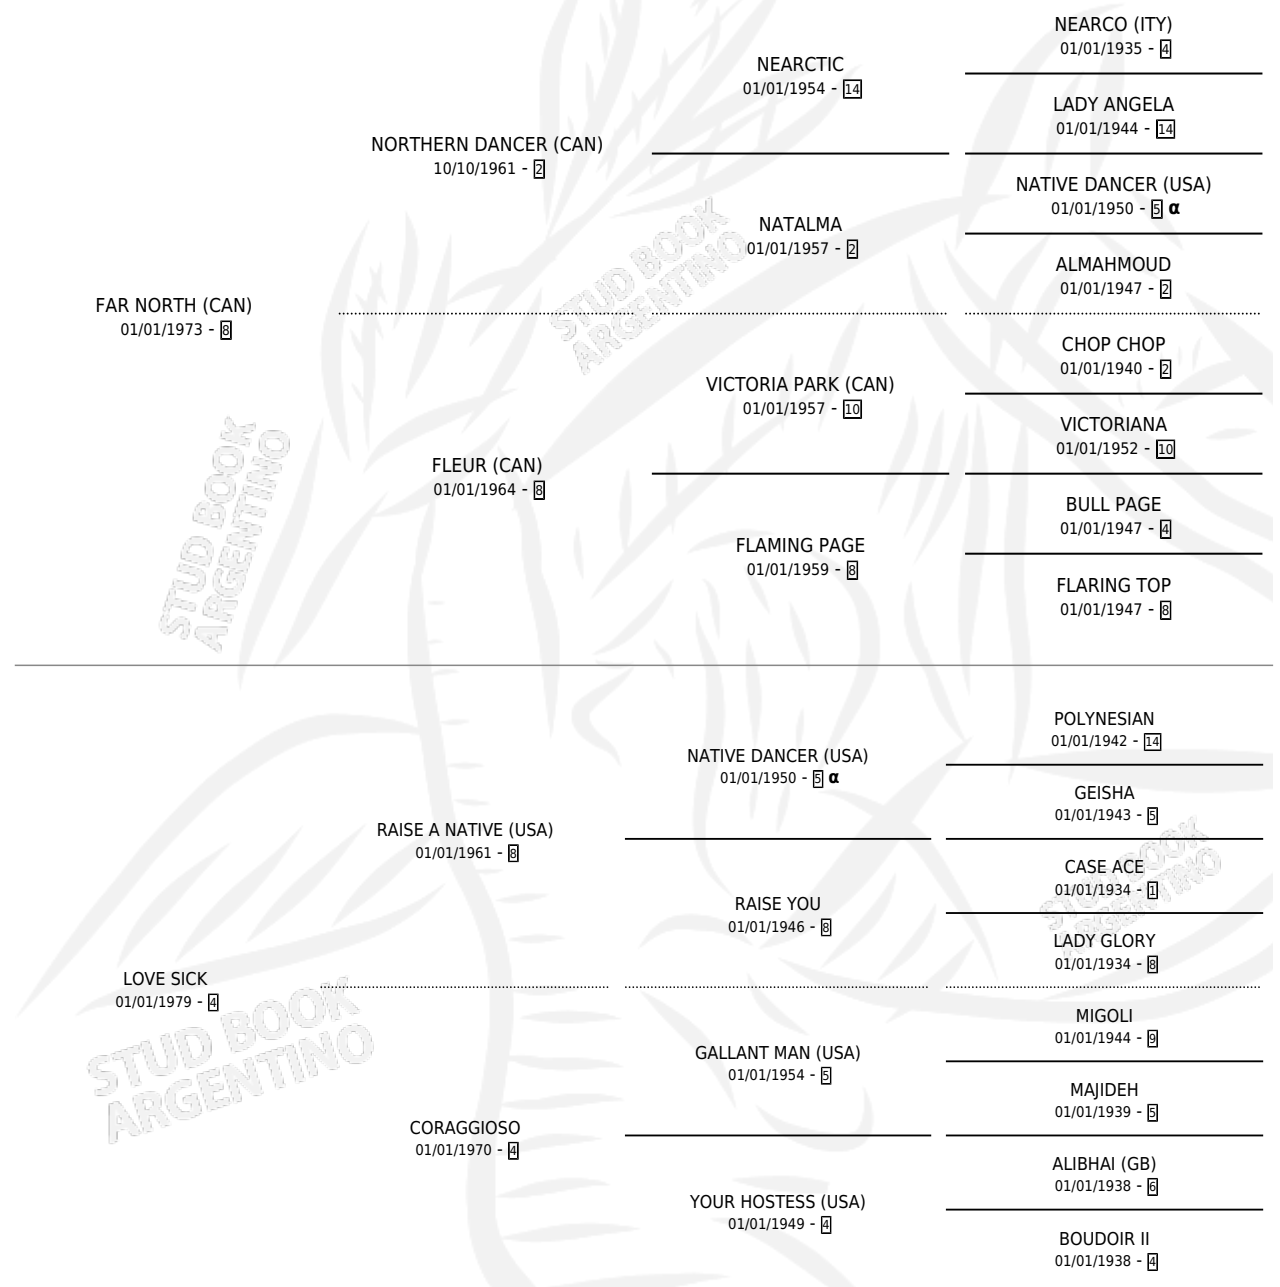 NEARCO (ITY)
01/01/1935 - 4
NEARCTIC
01/01/1954 - 14
LADY ANGELA
01/01/1944 - 14
NORTHERN DANCER (CAN)
10/10/1961 - 2
NATIVE DANCER (USA)
01/01/1950 - 5 α
NATALMA
01/01/1957 - 2
ALMAHMOUD
01/01/1947 - 2
FAR NORTH (CAN)
01/01/1973 - 8
CHOP CHOP
01/01/1940 - 2
VICTORIA PARK (CAN)
01/01/1957 - 10
VICTORIANA
01/01/1952 - 10
FLEUR (CAN)
01/01/1964 - 8
BULL PAGE
01/01/1947 - 4
FLAMING PAGE
01/01/1959 - 8
FLARING TOP
01/01/1947 - 8
POLYNESIAN
01/01/1942 - 14
NATIVE DANCER (USA)
01/01/1950 - 5 α
GEISHA
01/01/1943 - 5
RAISE A NATIVE (USA)
01/01/1961 - 8
CASE ACE
01/01/1934 - 1
RAISE YOU
01/01/1946 - 8
LADY GLORY
01/01/1934 - 8
LOVE SICK
01/01/1979 - 4
MIGOLI
01/01/1944 - 9
GALLANT MAN (USA)
01/01/1954 - 5
MAJIDEH
01/01/1939 - 5
CORAGGIOSO
01/01/1970 - 4
ALIBHAI (GB)
01/01/1938 - 6
YOUR HOSTESS (USA)
01/01/1949 - 4
BOUDOIR II
01/01/1938 - 4
STUD BOOK
ARGENTINO
STUD BOOK
ARGENTINO
STUD BOOK
ARGENTINO
STUD BOOK
ARGENTINO